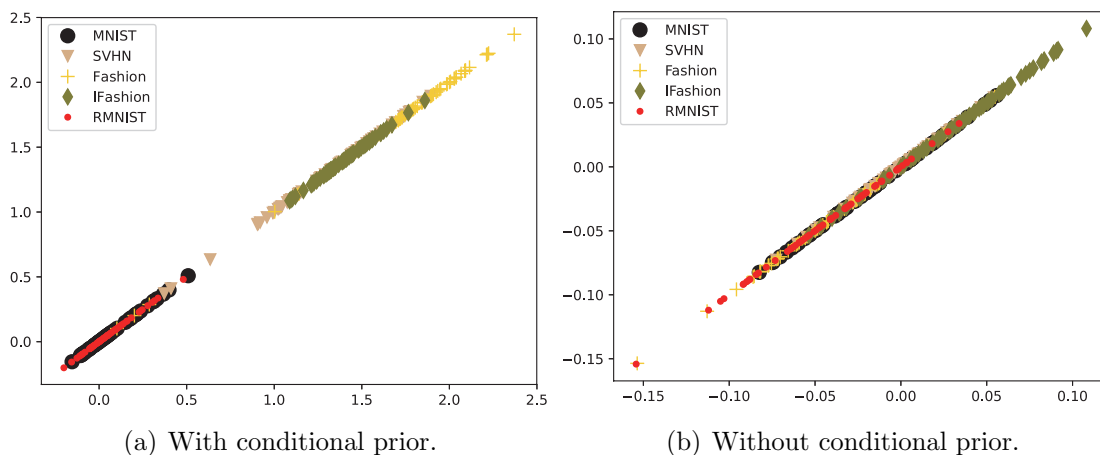 2.5
2.0
1.5
1.0
0.5
0.0
MNIST
SVHN
Fashion
IFashion
RMNIST
0.0 0.5 1.0 1.5 2.0 2.5
(a) With conditional prior.
0.10
0.05
0.00
−0.05
−0.10
−0.15
MNIST
SVHN
Fashion
IFashion
RMNIST
−0.15 −0.10 −0.05 0.00 0.05 0.10
(b) Without conditional prior.